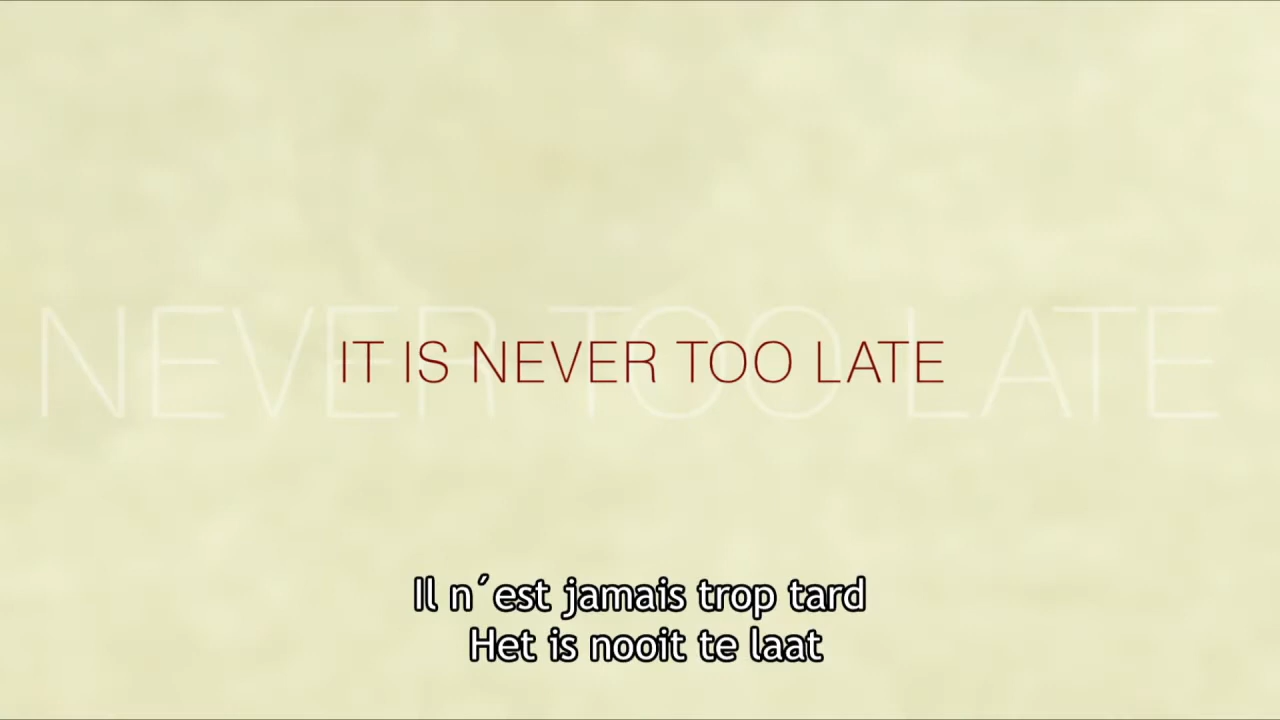 NEVER TOO LATE
IT IS NEVER TOO LATE
Il n´est jamais trop tard
Het is nooit te laat